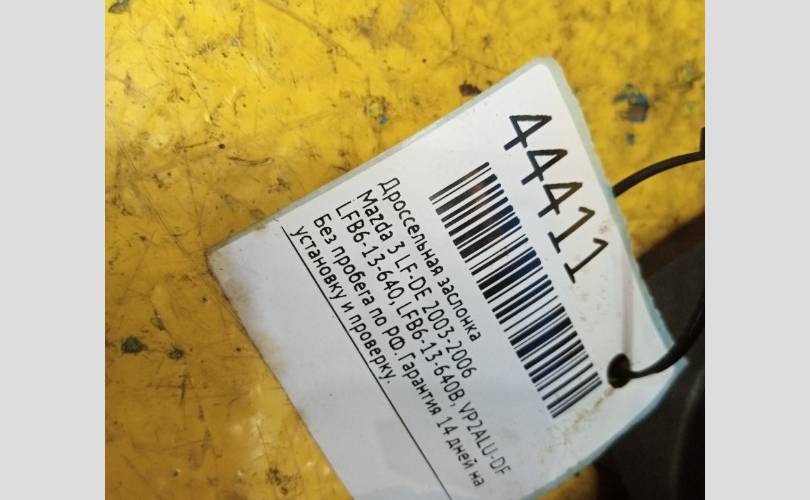 44411
Дроссельная заслонка
Mazda 3 LF-DE 2003-2006
LFB6-13-640, LFB6-13-640B, VP2ALU-DF
Без пробега по РФ. Гарантия 14 дней на
установку и проверку.